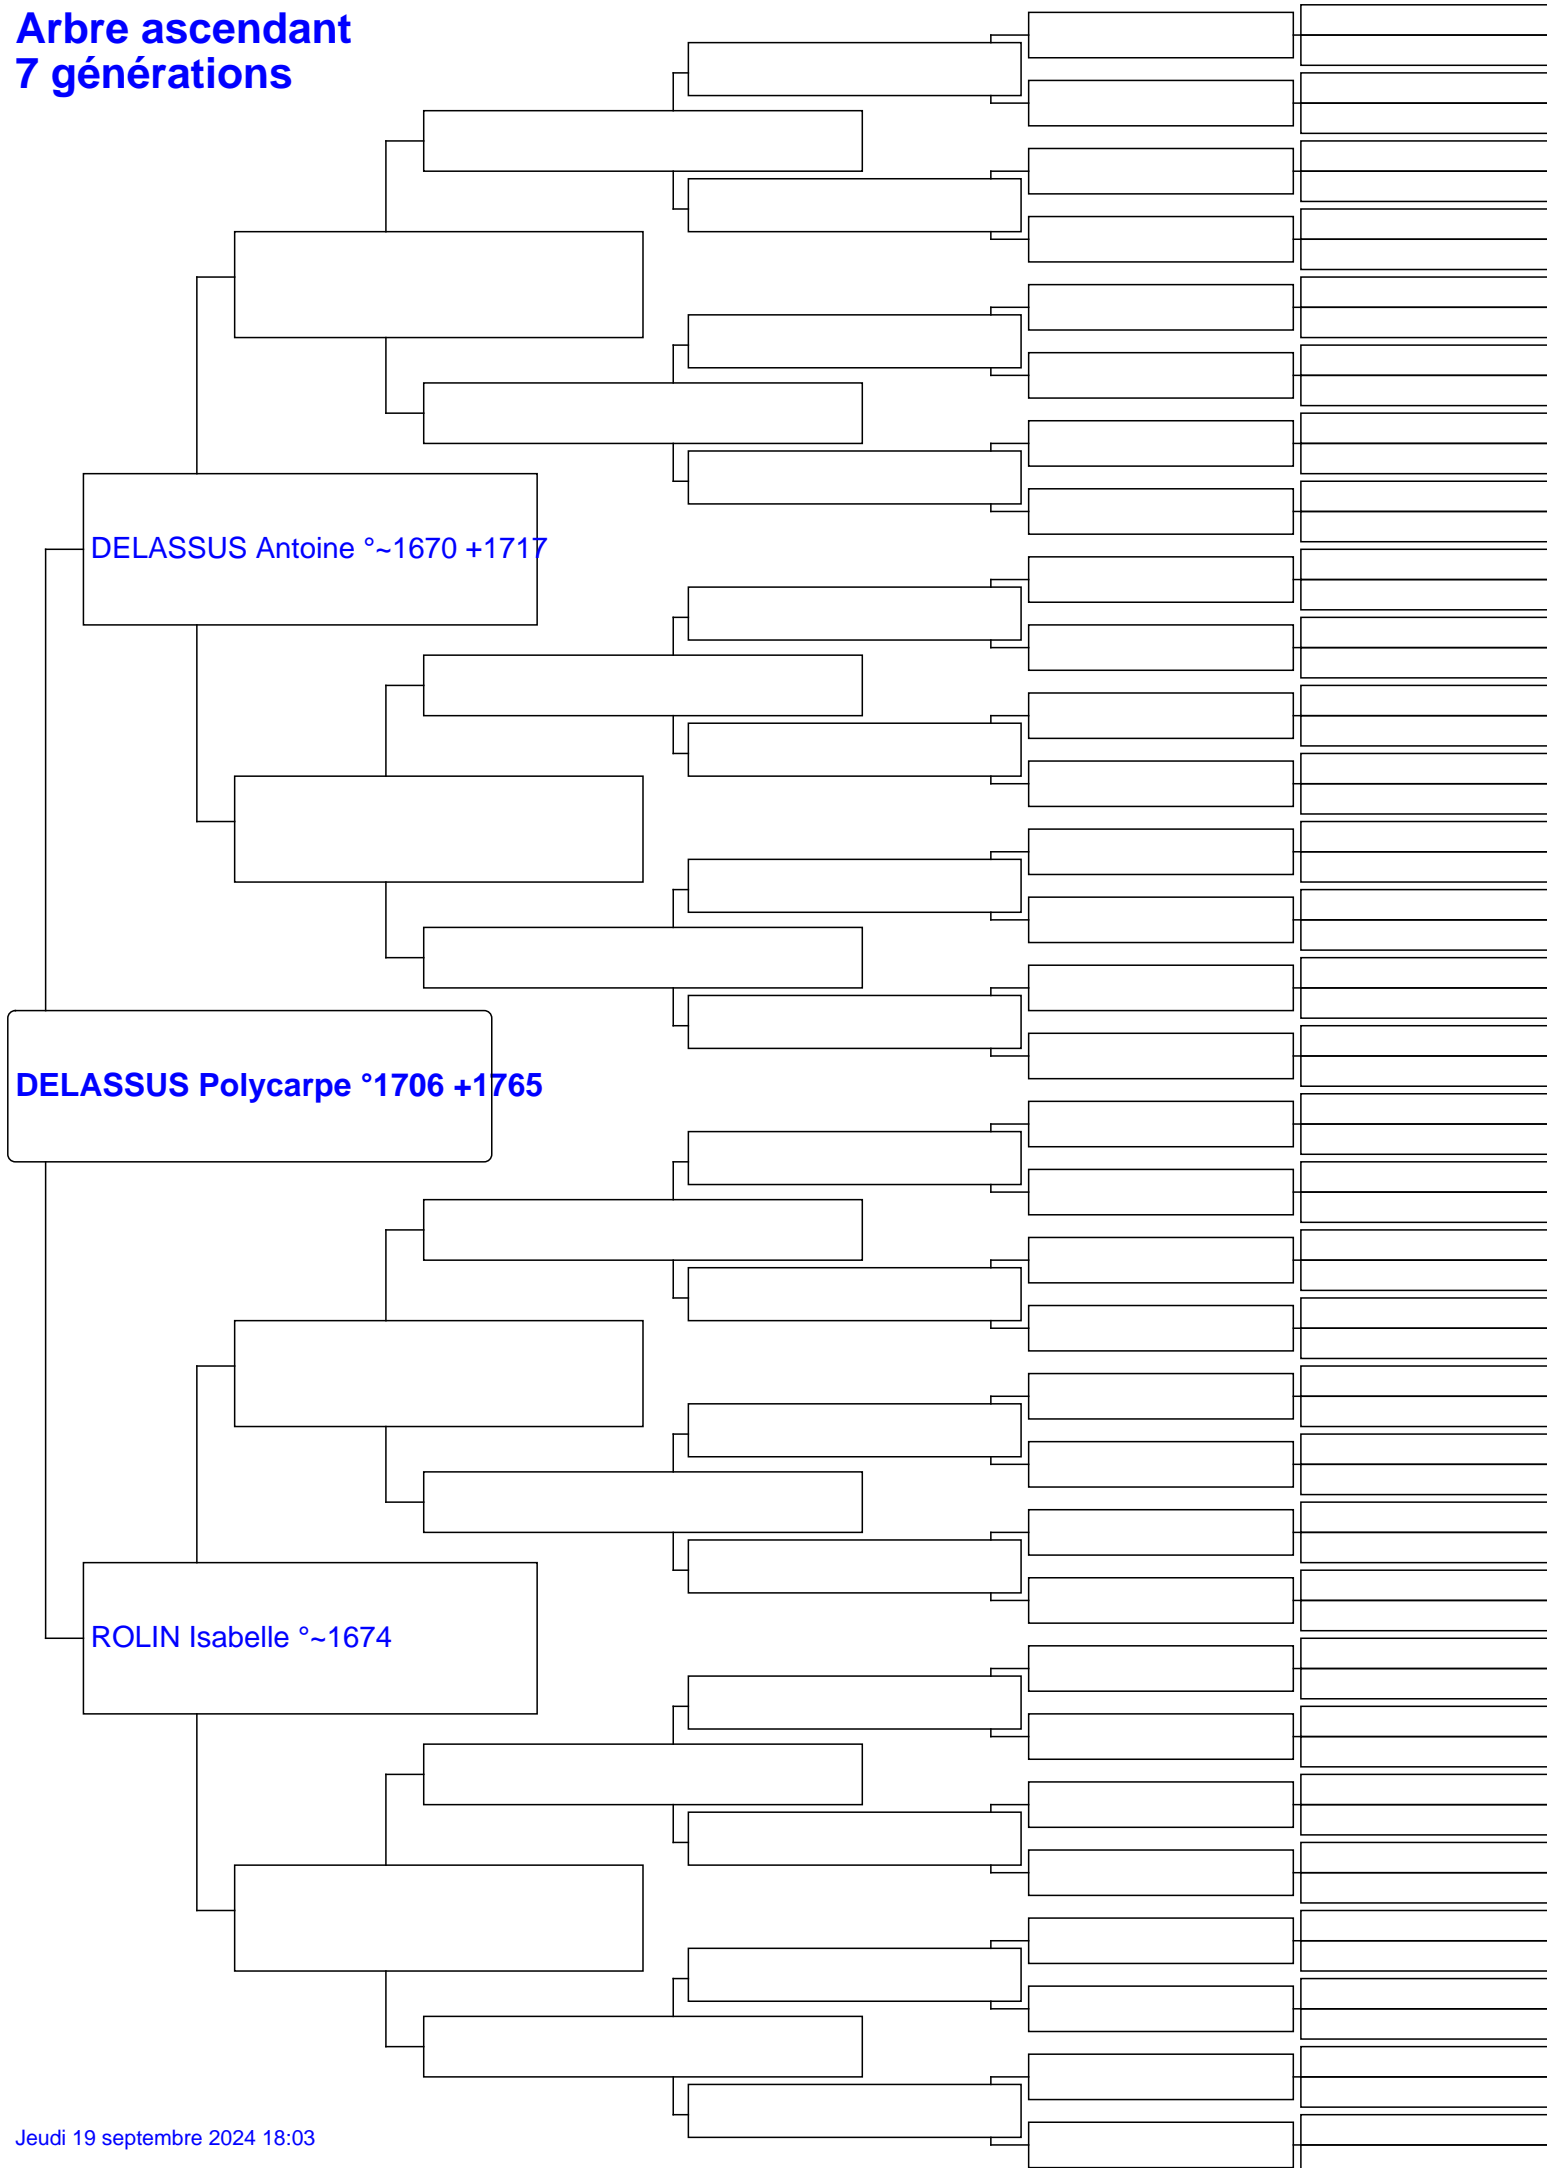 Arbre ascendant
7 générations
DELASSUS Antoine °~1670 +1717
DELASSUS Polycarpe °1706 +1765
ROLIN Isabelle °~1674
Jeudi 19 septembre 2024 18:03